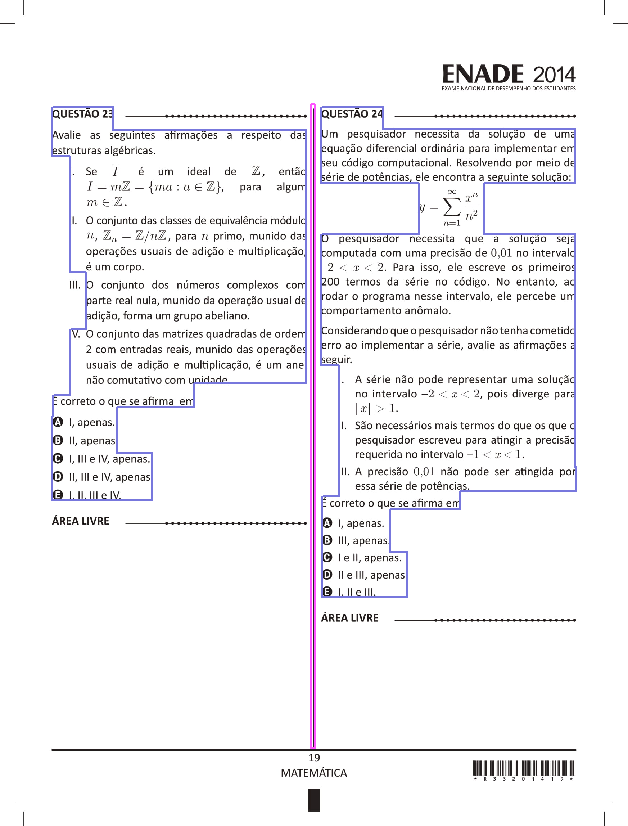 ENADE 2014
EXAME NACIONAL DE DESEMPENHO DOS ESTUDANTES
QUESTÃO 23
Avalie as seguintes afirmações a respeito das
estruturas algébricas.
I. Se I é um ideal de ℤ, então
I = mℤ = {ma : a ∈ ℤ}, para algum
m ∈ ℤ.
II. O conjunto das classes de equivalência módulo
n, ℤn = ℤ/nℤ, para n primo, munido das
operações usuais de adição e multiplicação,
é um corpo.
III. O conjunto dos números complexos com
parte real nula, munido da operação usual de
adição, forma um grupo abeliano.
IV. O conjunto das matrizes quadradas de ordem
2 com entradas reais, munido das operações
usuais de adição e multiplicação, é um anel
não comutativo com unidade.
É correto o que se afirma em
A I, apenas.
B II, apenas.
C I, III e IV, apenas.
D II, III e IV, apenas.
E I, II, III e IV.
ÁREA LIVRE
QUESTÃO 24
Um pesquisador necessita da solução de uma
equação diferencial ordinária para implementar em
seu código computacional. Resolvendo por meio de
série de potências, ele encontra a seguinte solução:
y = ∑_{n=1}^{∞} x^n / n^2
O pesquisador necessita que a solução seja
computada com uma precisão de 0,01 no intervalo
-2 < x < 2. Para isso, ele escreve os primeiros
200 termos da série no código. No entanto, ao
rodar o programa nesse intervalo, ele percebe um
comportamento anômalo.
Considerando que o pesquisador não tenha cometido
erro ao implementar a série, avalie as afirmações a
seguir.
I. A série não pode representar uma solução
no intervalo –2 < x < 2, pois diverge para
|x| > 1.
II. São necessários mais termos do que os que o
pesquisador escreveu para atingir a precisão
requerida no intervalo –1 < x < 1.
III. A precisão 0,01 não pode ser atingida por
essa série de potências.
É correto o que se afirma em
A I, apenas.
B III, apenas.
C I e II, apenas.
D II e III, apenas.
E I, II e III.
ÁREA LIVRE
19
MATEMÁTICA